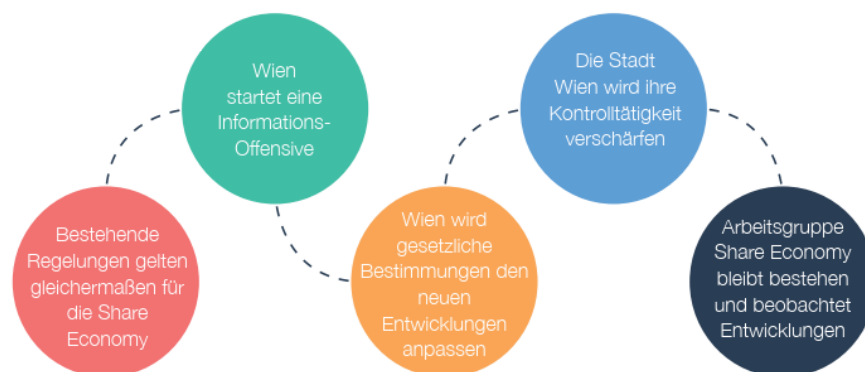 Bestehende
Regelungen gelten
gleichermaßen für
die Share
Economy
Wien
startet eine
Informations-
Offensive
Wien wird
gesetzliche
Bestimmungen den
neuen
Entwicklungen
anpassen
Die Stadt
Wien wird ihre
Kontrolltätigkeit
verschärfen
Arbeitsgruppe
Share Economy
bleibt bestehen
und beobachtet
Entwicklungen